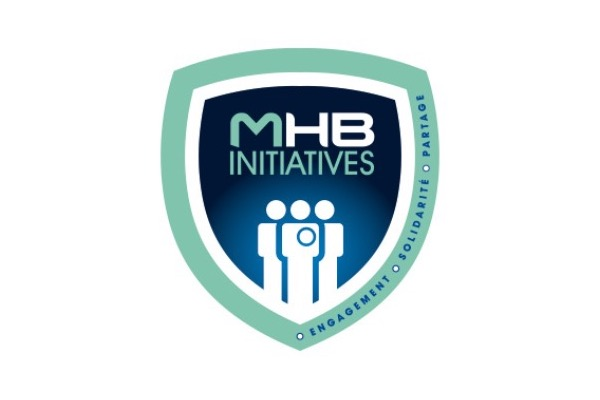 MHB
INITIATIVES
ENGAGEMENT SOLIDARITÉ PARTAGE